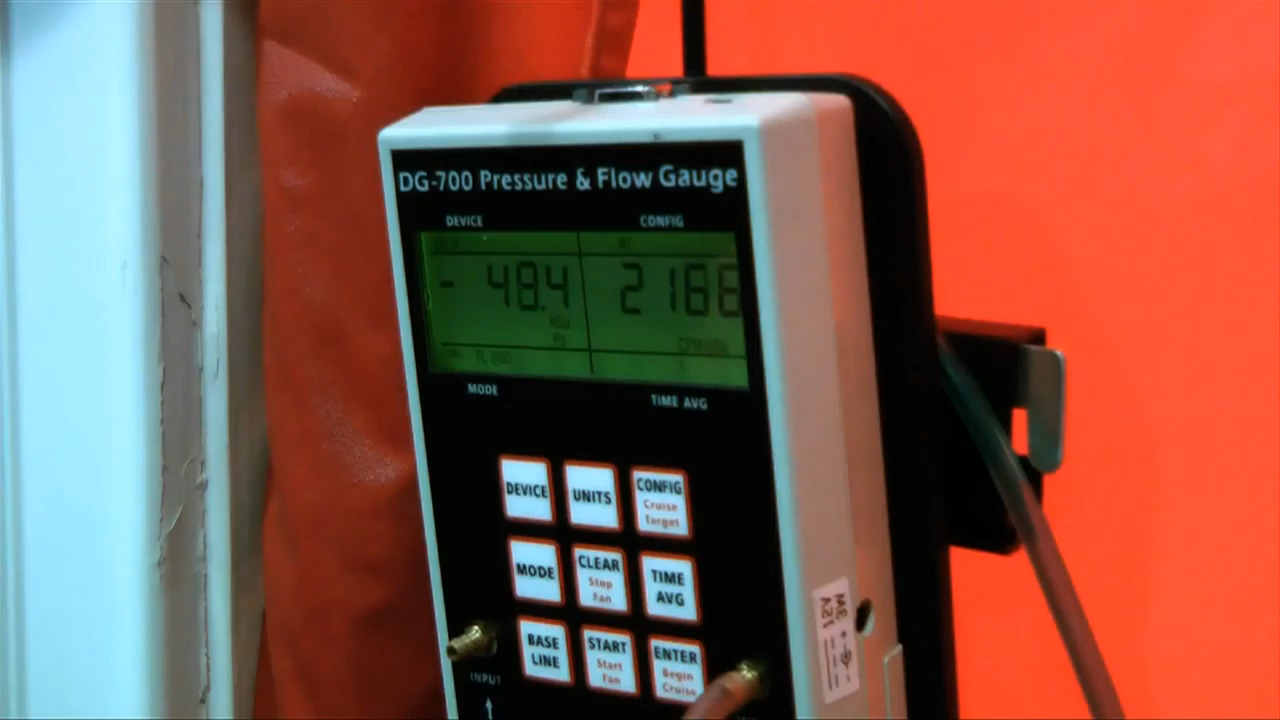 DG-700 Pressure & Flow Gauge
DEVICE CONFIG
- 48.4 2166
MODE TIME AVG
DEVICE UNITS CONFIG
Cruise
Target
MODE CLEAR
Stop
Fan
TIME
AVG
BASE
LINE
START
Start
Fan
ENTER
Begin
Cruise
INPUT